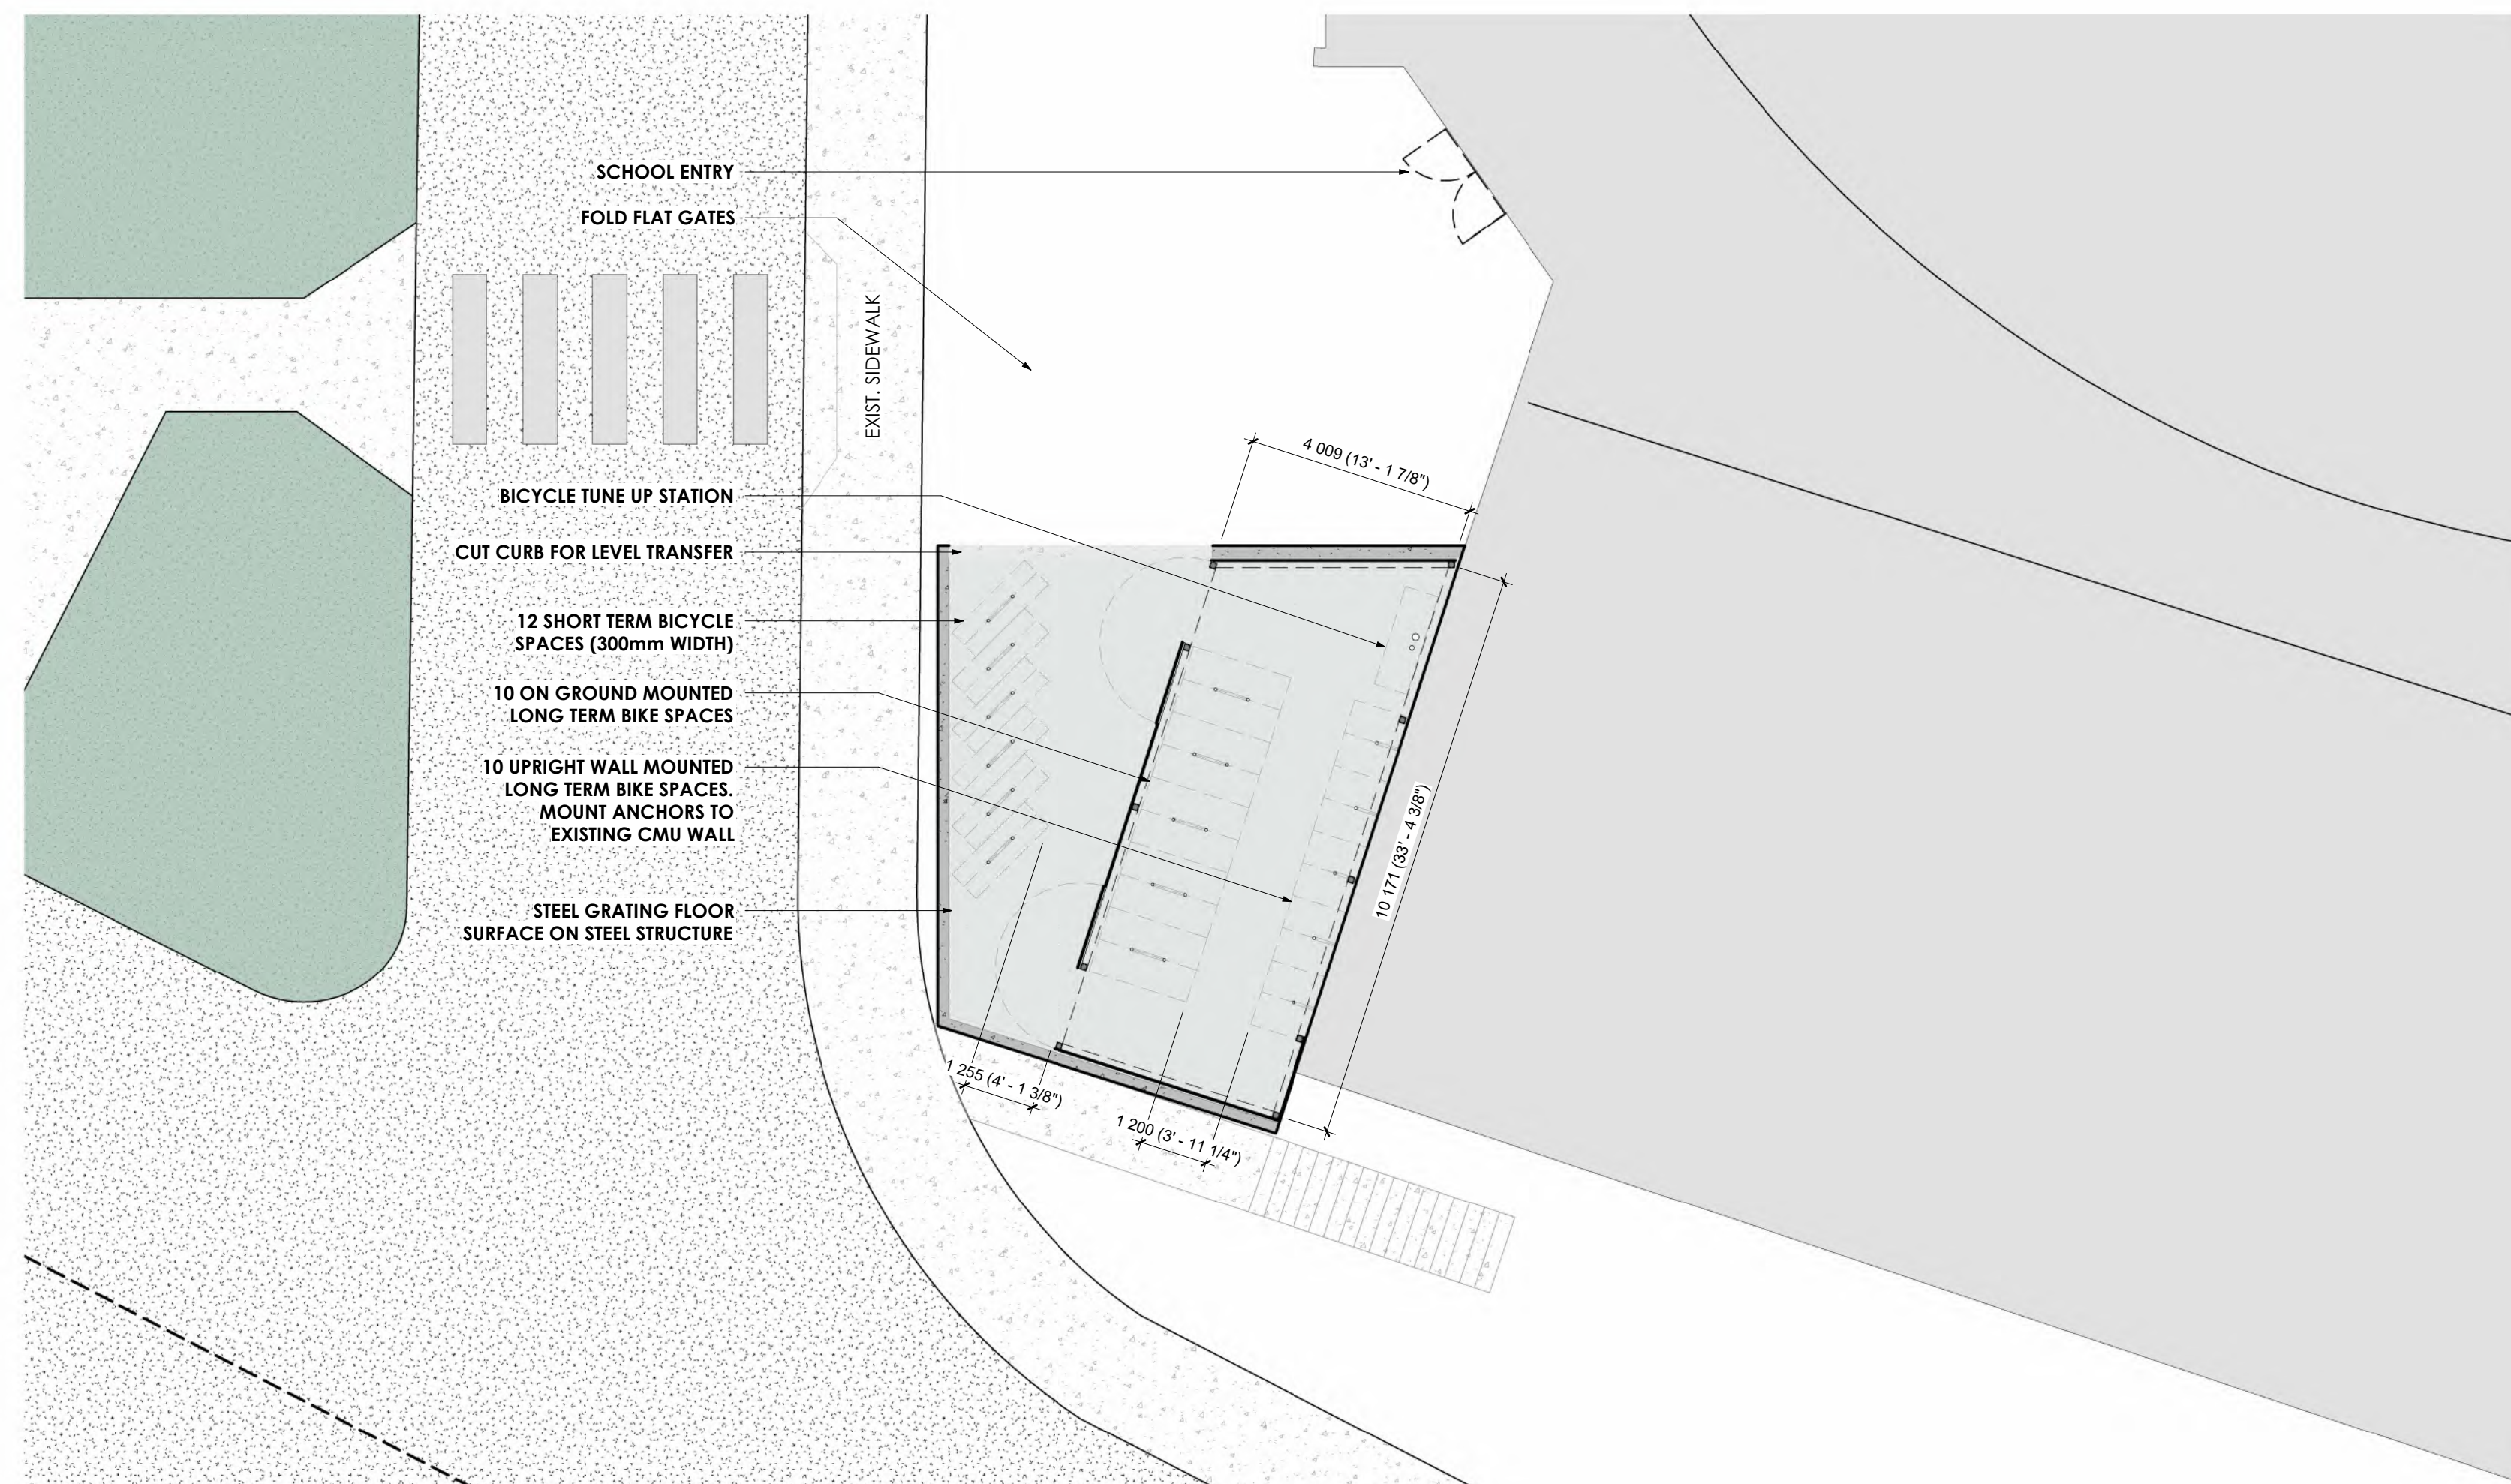 SCHOOL ENTRY
FOLD FLAT GATES
EXIST. SIDEWALK
4 009 (13' - 1 7/8")
BICYCLE TUNE UP STATION
CUT CURB FOR LEVEL TRANSFER
12 SHORT TERM BICYCLE
SPACES (300mm WIDTH)
10 ON GROUND MOUNTED
LONG TERM BIKE SPACES
10 UPRIGHT WALL MOUNTED
LONG TERM BIKE SPACES.
MOUNT ANCHORS TO
EXISTING CMU WALL
10 171 (33' - 4 3/8")
STEEL GRATING FLOOR
SURFACE ON STEEL STRUCTURE
1 255 (4' - 1 3/8")
1 200 (3' - 11 1/4")